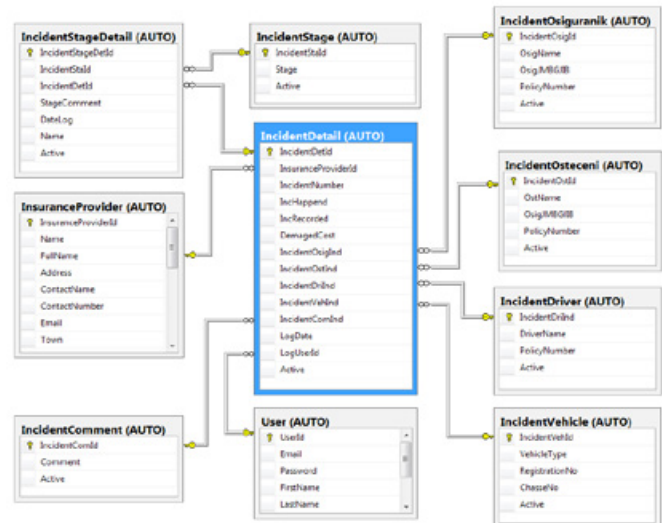 IncidentStageDetail (AUTO)
IncidentStageDetId
IncidentStaId
IncidentDetId
StageComment
DateLog
Name
Active
IncidentStage (AUTO)
IncidentStaId
Stage
Active
IncidentOsiguranik (AUTO)
IncidentOsigId
OsigName
OsigJMBGJIB
PolicyNumber
Active
IncidentDetail (AUTO)
IncidentDetId
InsuranceProviderId
IncidentNumber
IncHappend
IncRecorded
DemagedCost
IncidentOsigInd
IncidentOstInd
IncidentDriInd
IncidentVehInd
IncidentComInd
LogDate
LogUserId
Active
IncidentOsteceni (AUTO)
IncidentOstId
OstName
OsigJMBGJIB
PolicyNumber
Active
InsuranceProvider (AUTO)
InsuranceProviderId
Name
FullName
Address
ContactName
ContactNumber
Email
Town
IncidentDriver (AUTO)
IncidentDriInd
DriverName
PolicyNumber
Active
IncidentComment (AUTO)
IncidentComId
Comment
Active
User (AUTO)
UserId
Email
Password
FirstName
LastName
IncidentVehicle (AUTO)
IncidentVehId
VehicleType
RegistrationNo
ChasseNo
Active